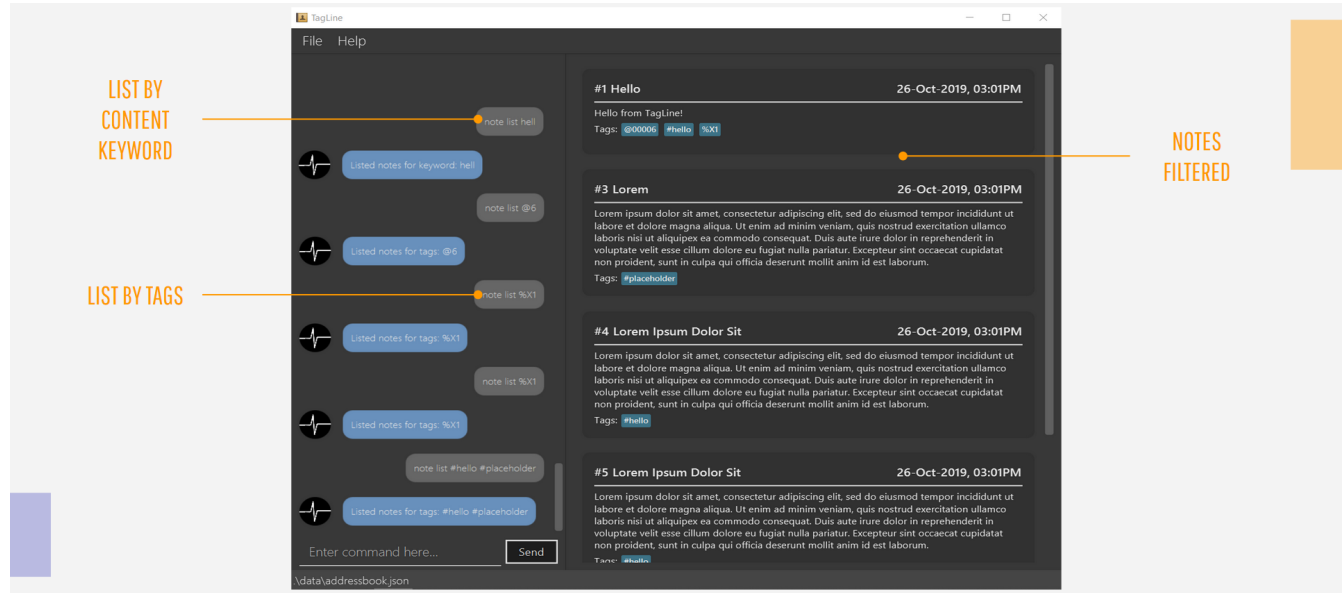 TagLine
File Help
LIST BY
CONTENT
KEYWORD
note list hell
Listed notes for keyword: hell
note list @6
Listed notes for tags: @6
LIST BY TAGS
note list %X1
Listed notes for tags: %X1
note list %X1
Listed notes for tags: %X1
note list #hello #placeholder
Listed notes for tags: #hello #placeholder
Enter command here...
Send
.\data\addressbook.json
#1 Hello 26-Oct-2019, 03:01PM
Hello from TagLine!
Tags: @00006 #hello %X1
#3 Lorem 26-Oct-2019, 03:01PM
Lorem ipsum dolor sit amet, consectetur adipiscing elit, sed do eiusmod tempor incididunt ut
labore et dolore magna aliqua. Ut enim ad minim veniam, quis nostrud exercitation ullamco
laboris nisi ut aliquipex ea commodo consequat. Duis aute irure dolor in reprehenderit in
voluptate velit esse cillum dolore eu fugiat nulla pariatur. Excepteur sint occaecat cupidatat
non proident, sunt in culpa qui officia deserunt mollit anim id est laborum.
Tags: #placeholder
#4 Lorem Ipsum Dolor Sit 26-Oct-2019, 03:01PM
Lorem ipsum dolor sit amet, consectetur adipiscing elit, sed do eiusmod tempor incididunt ut
labore et dolore magna aliqua. Ut enim ad minim veniam, quis nostrud exercitation ullamco
laboris nisi ut aliquipex ea commodo consequat. Duis aute irure dolor in reprehenderit in
voluptate velit esse cillum dolore eu fugiat nulla pariatur. Excepteur sint occaecat cupidatat
non proident, sunt in culpa qui officia deserunt mollit anim id est laborum.
Tags: #hello
#5 Lorem Ipsum Dolor Sit 26-Oct-2019, 03:01PM
Lorem ipsum dolor sit amet, consectetur adipiscing elit, sed do eiusmod tempor incididunt ut
labore et dolore magna aliqua. Ut enim ad minim veniam, quis nostrud exercitation ullamco
laboris nisi ut aliquipex ea commodo consequat. Duis aute irure dolor in reprehenderit in
voluptate velit esse cillum dolore eu fugiat nulla pariatur. Excepteur sint occaecat cupidatat
non proident, sunt in culpa qui officia deserunt mollit anim id est laborum.
Tags: #hello
NOTES
FILTERED